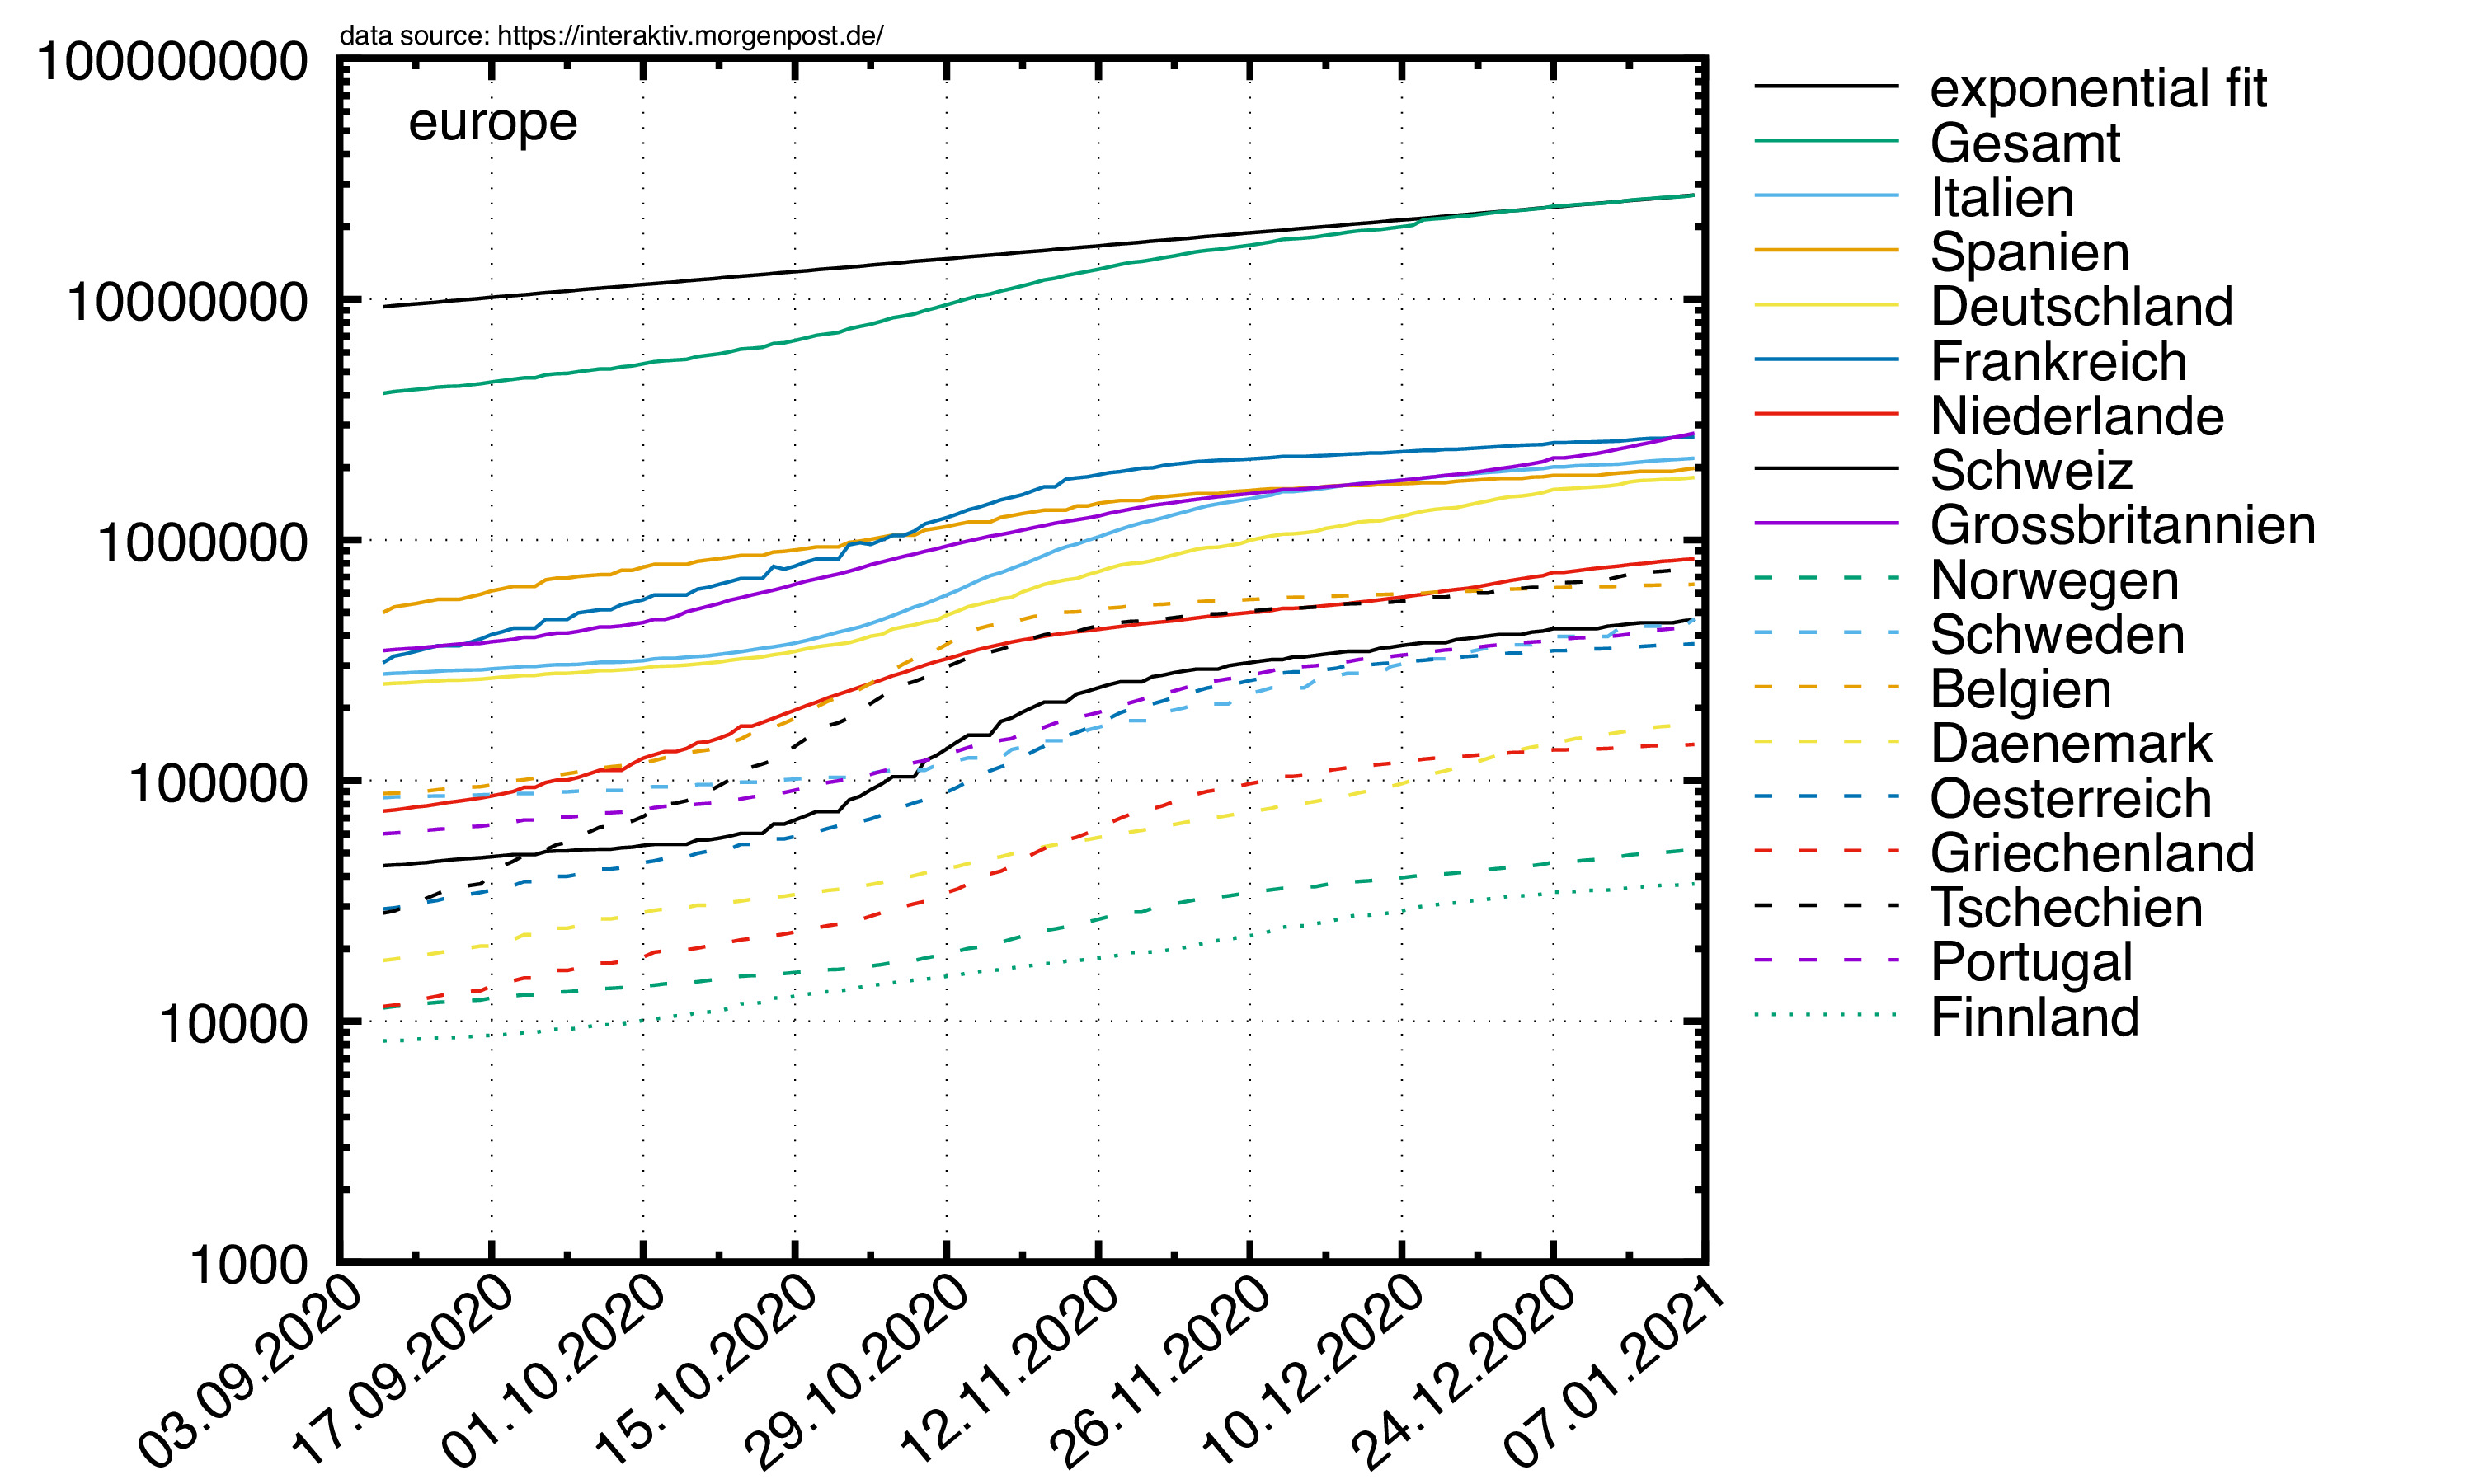 data source: https://interaktiv.morgenpost.de/
europe
100000000
10000000
1000000
100000
10000
1000
03.09.2020
17.09.2020
01.10.2020
15.10.2020
29.10.2020
12.11.2020
26.11.2020
10.12.2020
24.12.2020
07.01.2021
exponential fit
Gesamt
Italien
Spanien
Deutschland
Frankreich
Niederlande
Schweiz
Grossbritannien
Norwegen
Schweden
Belgien
Daenemark
Oesterreich
Griechenland
Tschechien
Portugal
Finnland